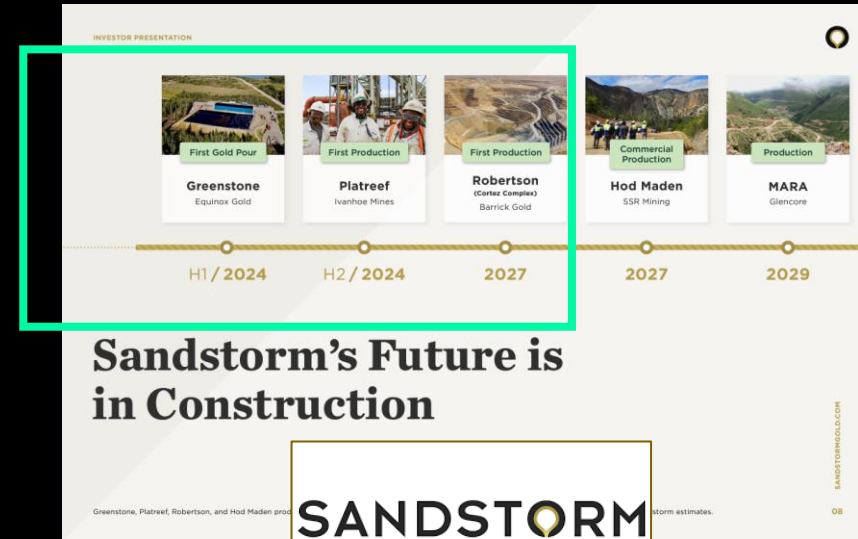 INVESTOR PRESENTATION
First Gold Pour
Greenstone
Equinox Gold
First Production
Platreef
Ivanhoe Mines
First Production
Robertson
(Cortez Complex)
Barrick Gold
Commercial
Production
Hod Maden
SSR Mining
Production
MARA
Glencore
H1 / 2024
H2 / 2024
2027
2027
2029
Sandstorm’s Future is
in Construction
SANDSTORMGOLD.COM
Greenstone, Platreef, Robertson, and Hod Maden
SANDSTORM
estimates.
08